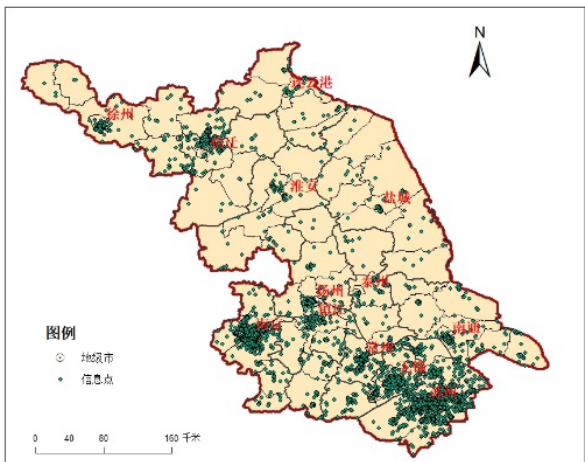 N
连云港
徐州
宿迁
淮安
盐城
泰州
扬州
镇江
南京
南通
常州
无锡
苏州
图例
地级市
信息点
0 40 80 160 千米